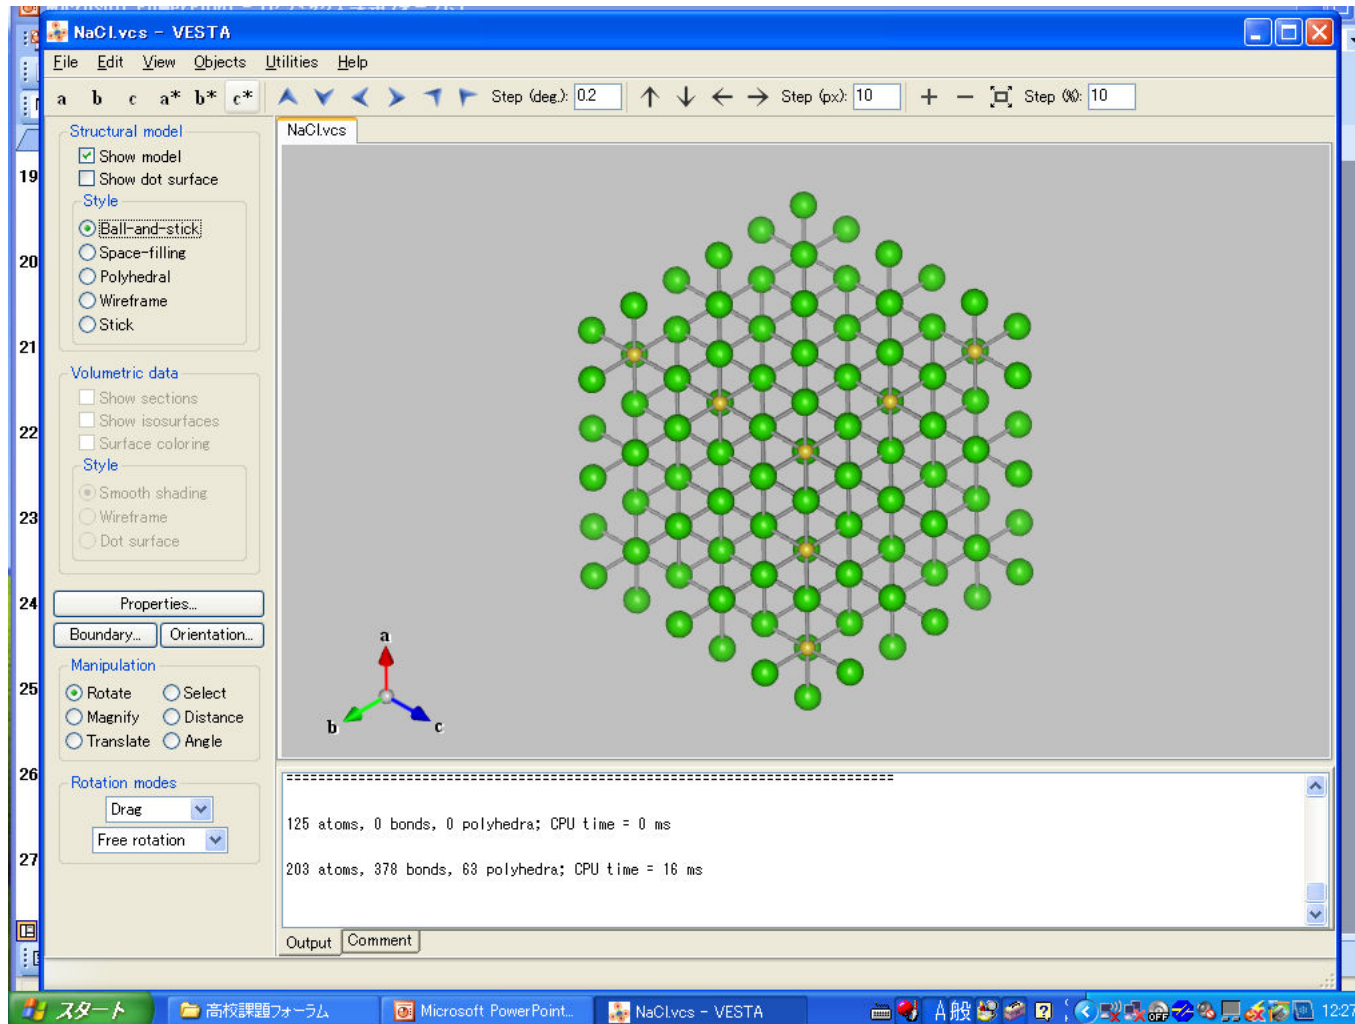 NaCl.vcs - VESTA
File Edit View Objects Utilities Help
a b c a* b* c* Step (deg.): 0.2 Step (px): 10 Step (%): 10
Structural model
Show model
Show dot surface
Style
Ball-and-stick
Space-filling
Polyhedral
Wireframe
Stick
Volumetric data
Show sections
Show isosurfaces
Surface coloring
Style
Smooth shading
Wireframe
Dot surface
Properties...
Boundary... Orientation...
Manipulation
Rotate Select
Magnify Distance
Translate Angle
Rotation modes
Drag
Free rotation
19
20
21
22
23
24
25
26
27
NaCl.vcs
a
b c
============================================================================
125 atoms, 0 bonds, 0 polyhedra; CPU time = 0 ms
203 atoms, 378 bonds, 63 polyhedra; CPU time = 16 ms
Output Comment
スタート 高校課題フォーラム Microsoft PowerPoint... NaCl.vcs - VESTA A 般 12:27